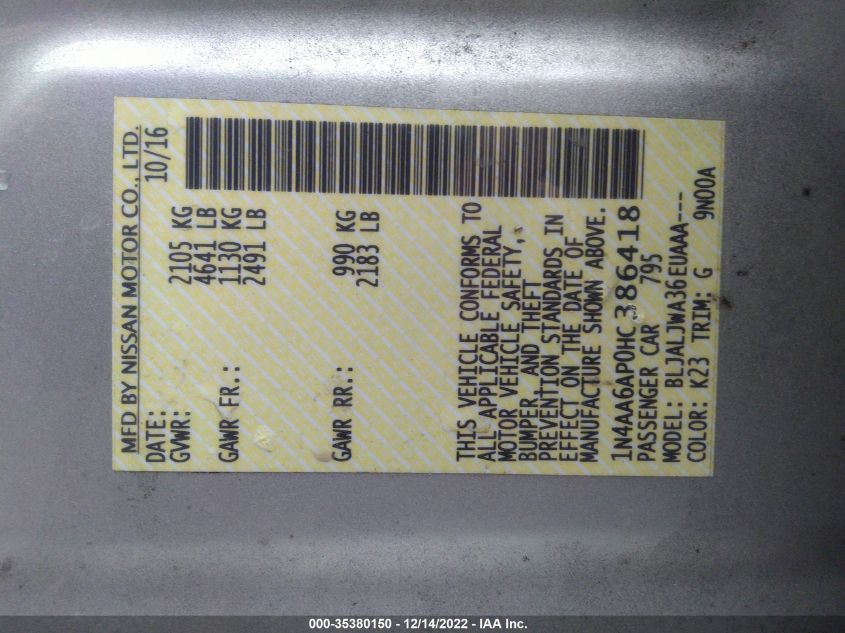 MFD BY NISSAN MOTOR CO., LTD.
DATE: 10/16
GVWR: 2105 KG
4641 LB
GAWR FR.: 1130 KG
2491 LB
GAWR RR.: 990 KG
2183 LB
THIS VEHICLE CONFORMS TO
ALL APPLICABLE FEDERAL
MOTOR VEHICLE SAFETY,
BUMPER, AND THEFT
PREVENTION STANDARDS IN
EFFECT ON THE DATE OF
MANUFACTURE SHOWN ABOVE.
1N4AA6AP0HC386418
PASSENGER CAR 795
MODEL: BLJALJWA36EUAAA---
COLOR: K23 TRIM: G 9N00A
000-35380150 - 12/14/2022 - IAA Inc.